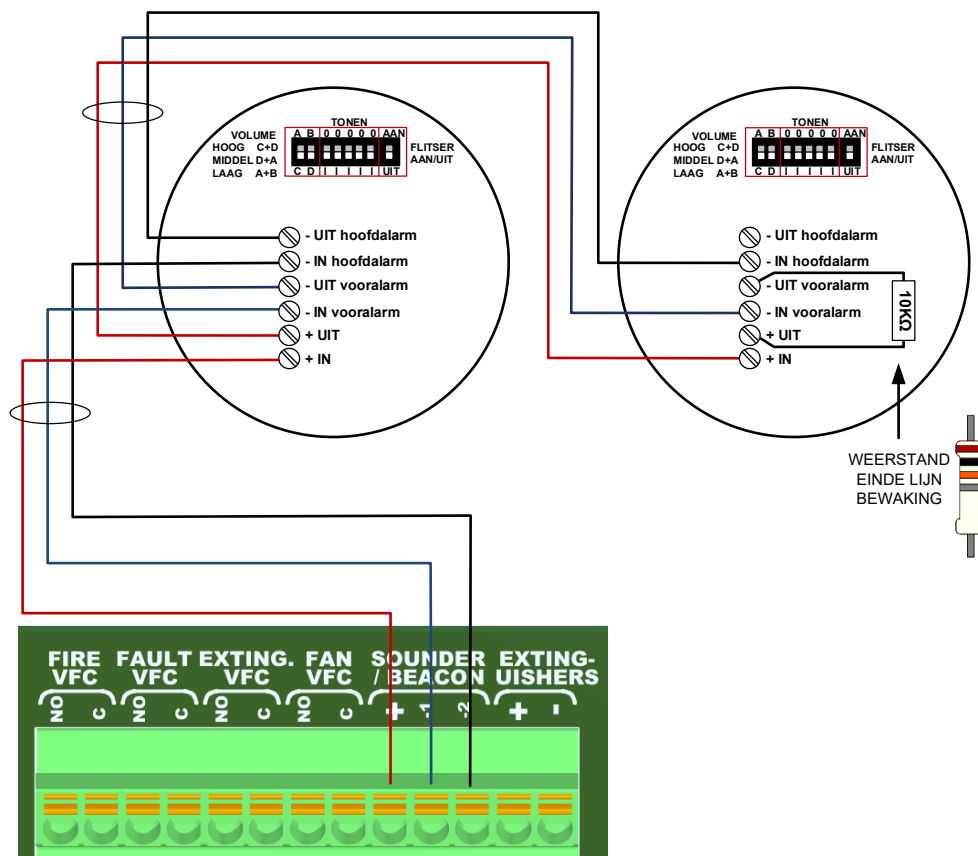 TONEN
VOLUME A B 0 0 0 0 0 AAN
HOOG C+D FLITSER
MIDDEL D+A AAN/UIT
LAAG A+B C D I I I I I UIT
- UIT hoofdalarm
- IN hoofdalarm
- UIT vooralarm
- IN vooralarm
+ UIT
+ IN
TONEN
VOLUME A B 0 0 0 0 0 AAN
HOOG C+D FLITSER
MIDDEL D+A AAN/UIT
LAAG A+B C D I I I I I UIT
- UIT hoofdalarm
- IN hoofdalarm
- UIT vooralarm
- IN vooralarm
+ UIT
+ IN
10KΩ
WEERSTAND
EINDE LIJN
BEWAKING
FIRE FAULT EXTING. FAN SOUNDER EXTING-
VFC VFC VFC VFC / BEACON UISHERS
NO C NO C NO C NO C + -1 -2 + -